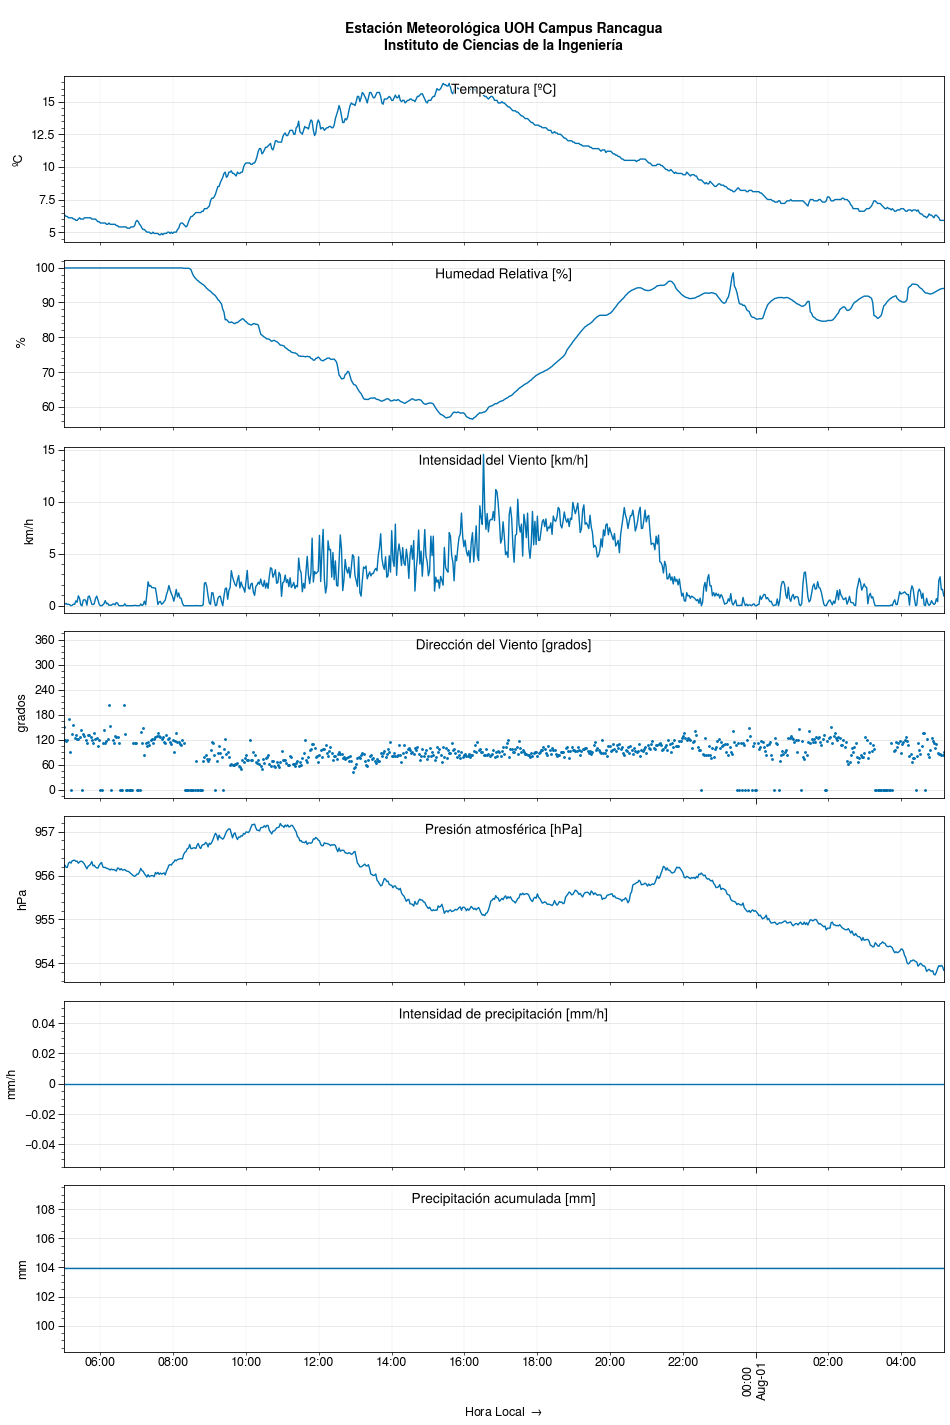 Estación Meteorológica UOH Campus Rancagua
Instituto de Ciencias de la Ingeniería
Temperatura [ºC]
ºC
15
12.5
10
7.5
5
Humedad Relativa [%]
%
100
90
80
70
60
Intensidad del Viento [km/h]
km/h
15
10
5
0
Dirección del Viento [grados]
grados
360
300
240
180
120
60
0
Presión atmosférica [hPa]
hPa
957
956
955
954
Intensidad de precipitación [mm/h]
mm/h
0.04
0.02
0
−0.02
−0.04
Precipitación acumulada [mm]
mm
108
106
104
102
100
06:00 08:00 10:00 12:00 14:00 16:00 18:00 20:00 22:00 00:00 02:00 04:00
Aug-01
Hora Local →